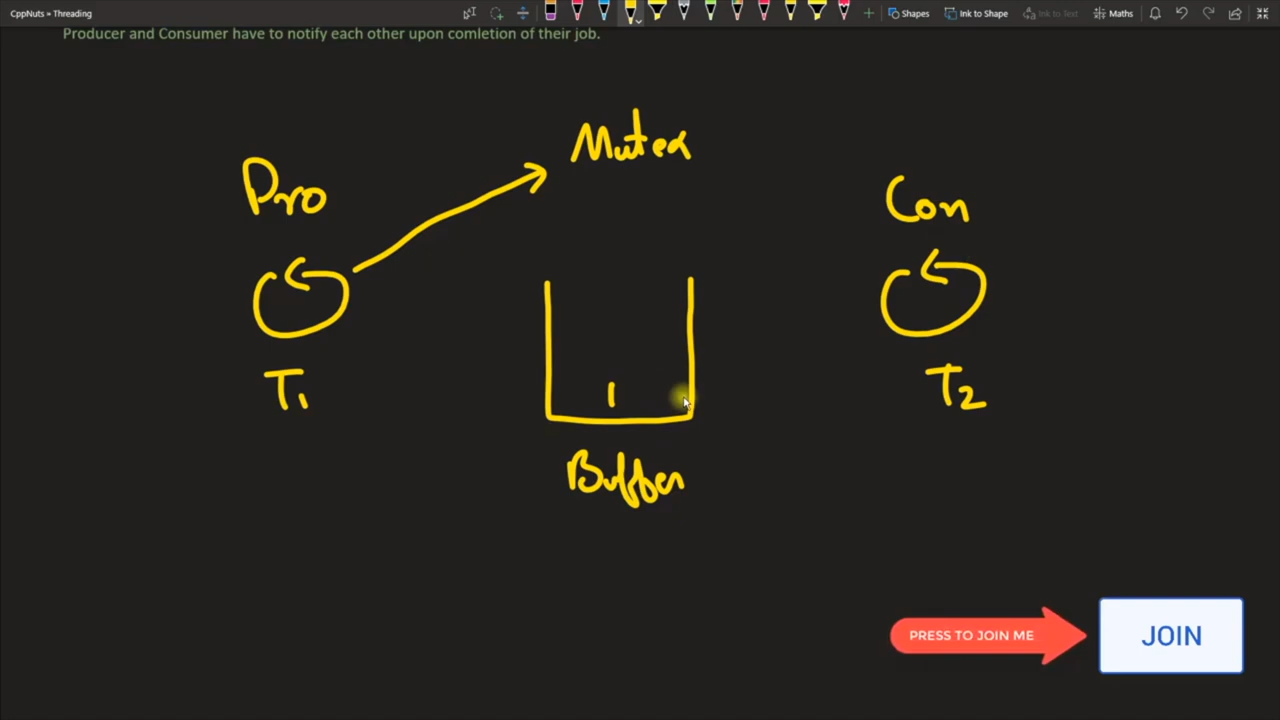 CppNuts » Threading
Shapes
Ink to Shape
Ink to Text
Maths
Producer and Consumer have to notify each other upon comletion of their job.
Mutex
Pro
Con
T1
T2
1
Buffer
PRESS TO JOIN ME
JOIN